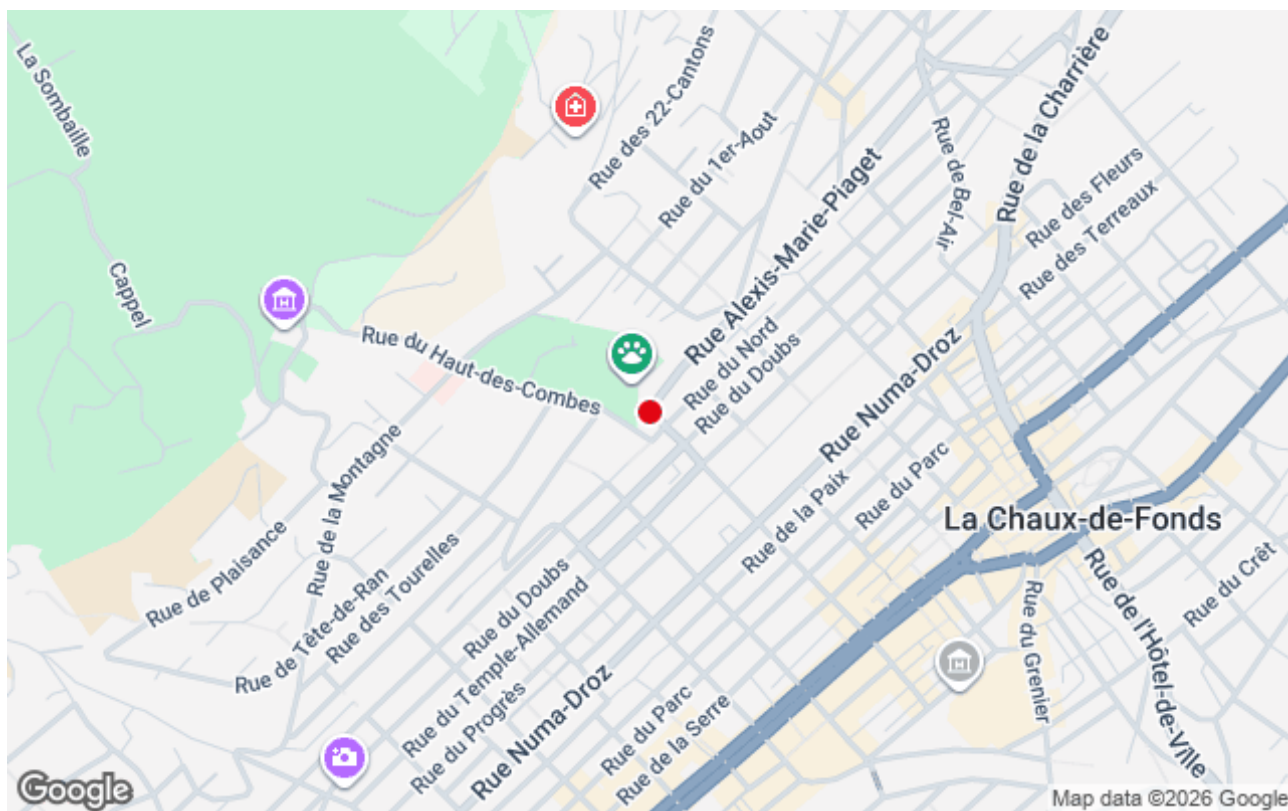 La Sombaille
Rue des 22-Cantons
Rue de la Charrière
Rue du 1er-Aout
Rue de Bel-Air
Rue des Fleurs
Rue Alexis-Marie-Piaget
Rue des Terreaux
Cappel
Rue du Haut-des-Combes
Rue du Nord
Rue du Doubs
Rue Numa-Droz
Rue de la Montagne
Rue du Parc
Rue de la Paix
La Chaux-de-Fonds
Rue de Plaisance
Rue du Doubs
Rue du Crêt
Rue des Tourelles
Rue de Tête-de-Ran
Rue du Temple-Allemand
Rue du Grenier
Rue de l'Hôtel-de-Ville
Rue du Progrès
Rue Numa-Droz
Rue du Parc
Rue de la Serre
Google
Map data ©2026 Google